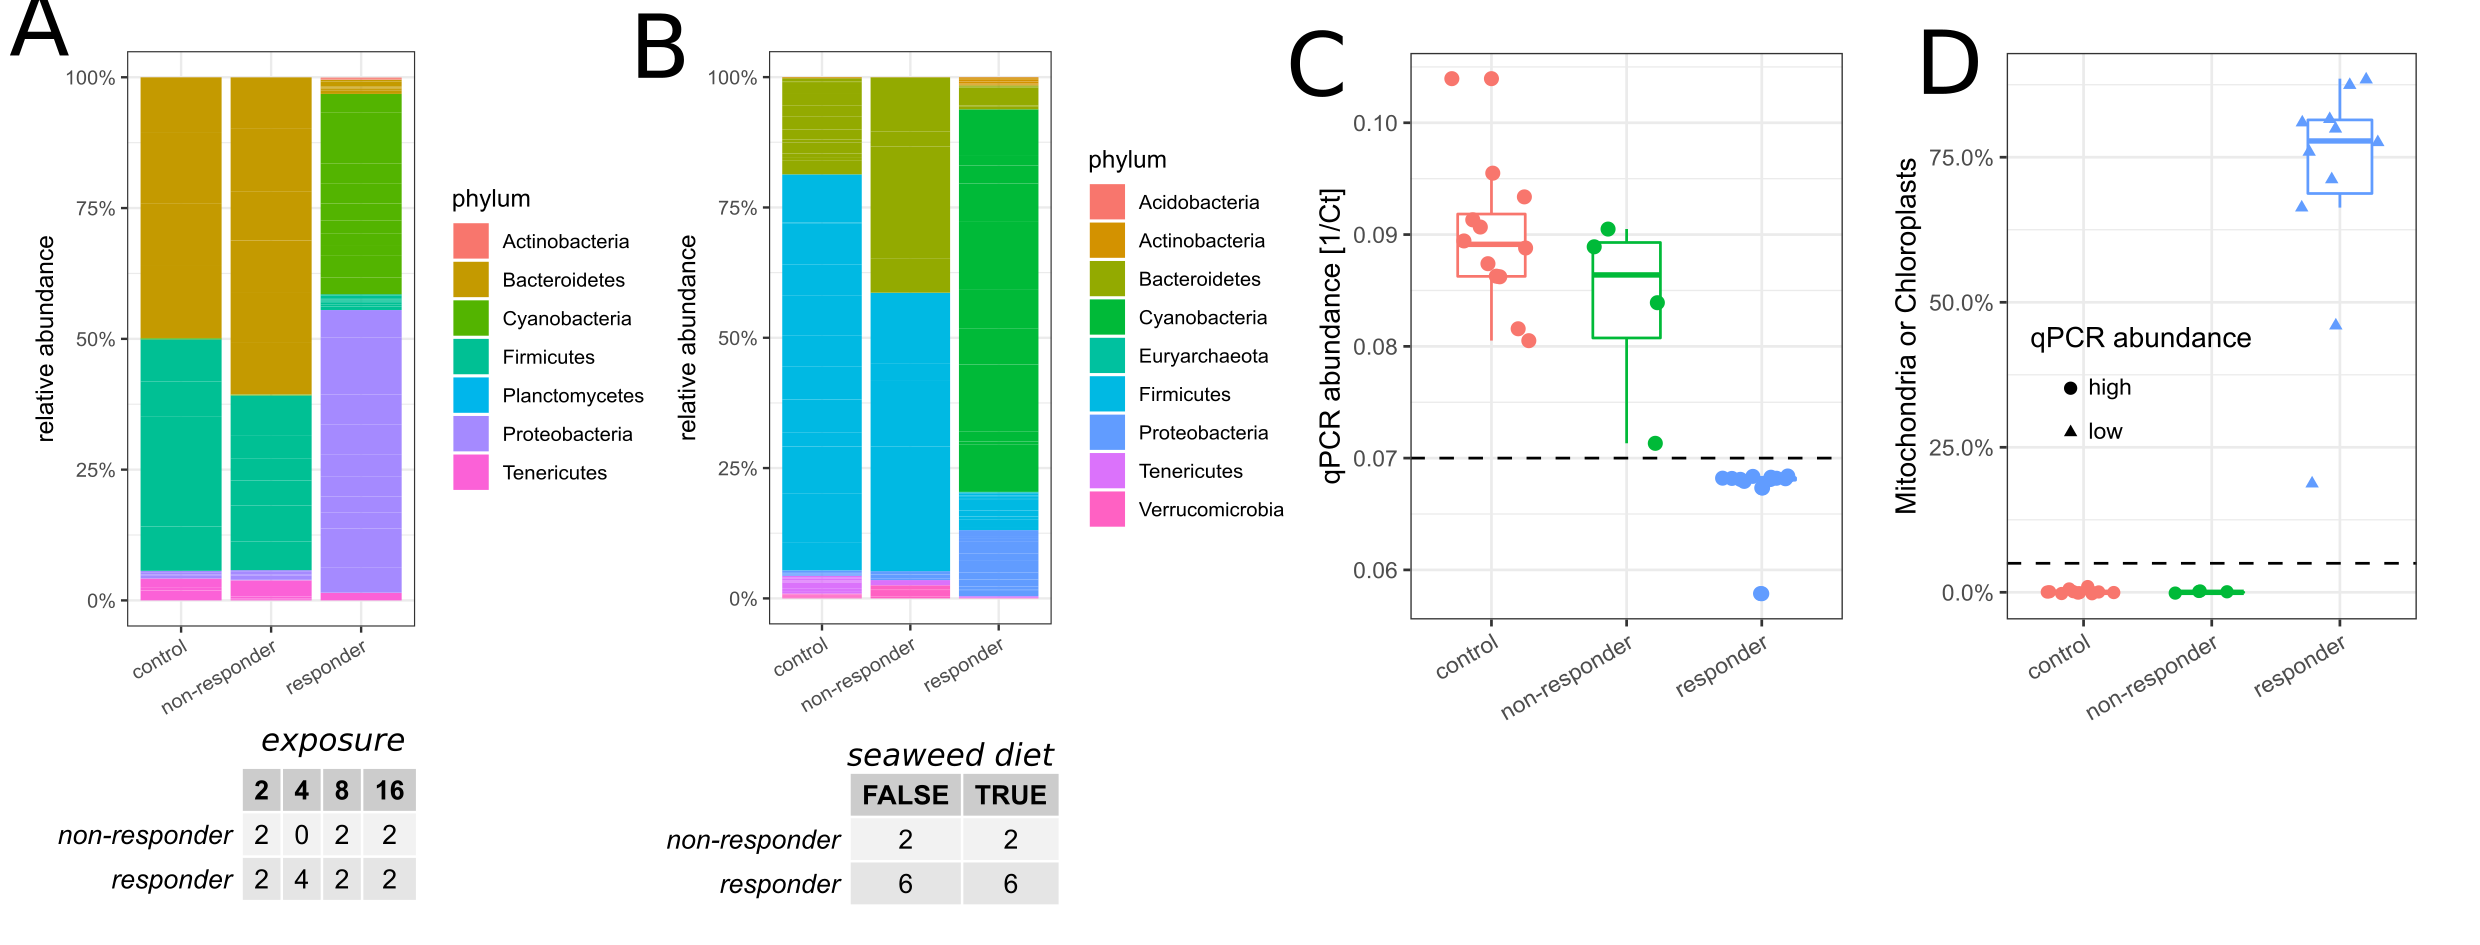 A
100%
75%
50%
25%
0%
relative abundance
control
non-responder
responder
phylum
Actinobacteria
Bacteroidetes
Cyanobacteria
Firmicutes
Planctomycetes
Proteobacteria
Tenericutes
exposure
2 4 8 16
non-responder 2 0 2 2
responder 2 4 2 2
B
100%
75%
50%
25%
0%
relative abundance
control
non-responder
responder
phylum
Acidobacteria
Actinobacteria
Bacteroidetes
Cyanobacteria
Euryarchaeota
Firmicutes
Proteobacteria
Tenericutes
Verrucomicrobia
seaweed diet
FALSE TRUE
non-responder 2 2
responder 6 6
C
0.10
0.09
0.08
0.07
0.06
qPCR abundance [1/Ct]
control
non-responder
responder
D
75.0%
50.0%
25.0%
0.0%
Mitochondria or Chloroplasts
qPCR abundance
high
low
control
non-responder
responder